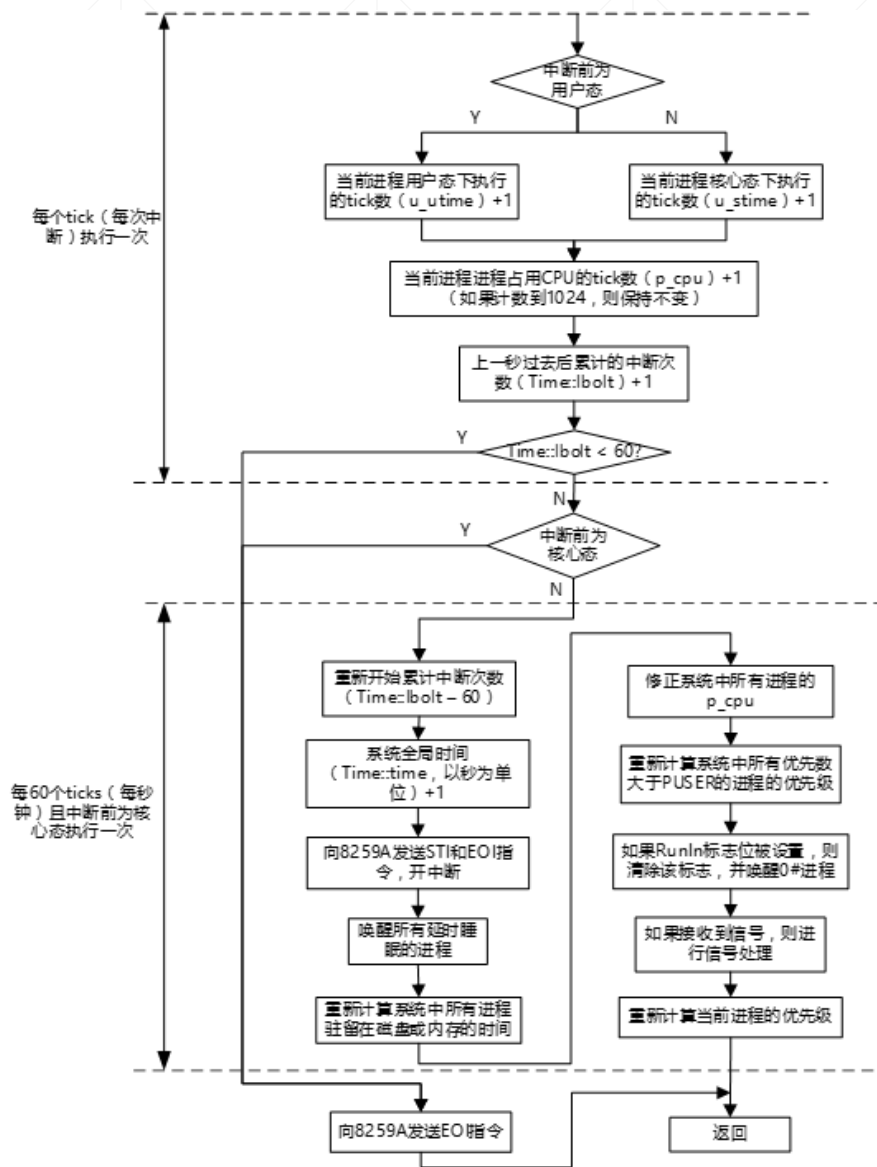 中断前为
用户态
Y
N
当前进程用户态下执行
的tick数（u_utime）+1
当前进程核心态下执行
的tick数（u_stime）+1
每个tick（每次中
断）执行一次
当前进程进程占用CPU的tick数（p_cpu）+1
（如果计数到1024，则保持不变）
上一秒过去后累计的中断次
数（Time::lbolt）+1
Y
Time::lbolt < 60?
N
Y
中断前为
核心态
N
重新开始累计中断次数
（Time::lbolt – 60）
系统全局时间
（Time::time，以秒为单
位）+1
每60个ticks（每秒
钟）且中断前为核
心态执行一次
向8259A发送STI和EOI指
令，开中断
唤醒所有延时睡
眠的进程
重新计算系统中所有进程
驻留在磁盘或内存的时间
修正系统中所有进程的
p_cpu
重新计算系统中所有优先数
大于PUSER的进程的优先级
如果RunIn标志位被设置，则
清除该标志，并唤醒0#进程
如果接收到信号，则进
行信号处理
重新计算当前进程的优先级
向8259A发送EOI指令
返回